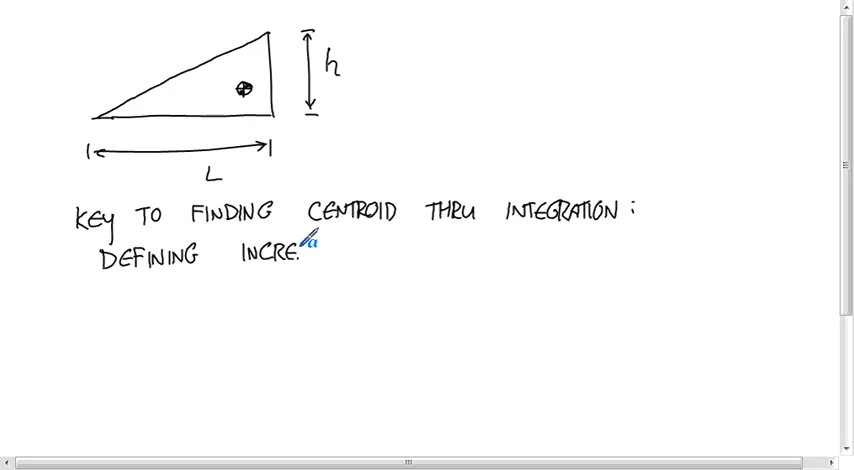 h
L
KEY TO FINDING CENTROID THRU INTEGRATION:
DEFINING INCRE